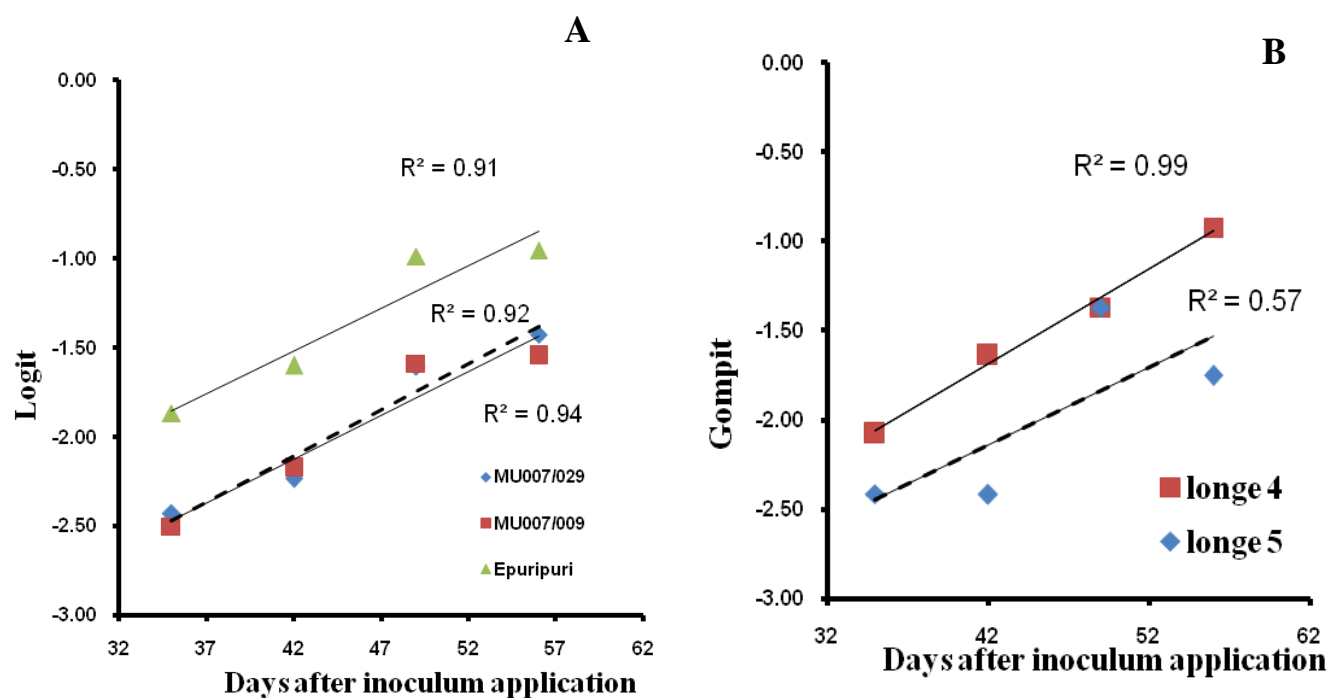 A
0.00
-0.50
-1.00
-1.50
-2.00
-2.50
-3.00
Logit
R² = 0.91
R² = 0.92
R² = 0.94
MU007/029
MU007/009
Epuripuri
32 37 42 47 52 57 62
Days after inoculum application
B
0.00
-0.50
-1.00
-1.50
-2.00
-2.50
-3.00
Gompit
R² = 0.99
R² = 0.57
longe 4
longe 5
32 42 52 62
Days after inoculum application